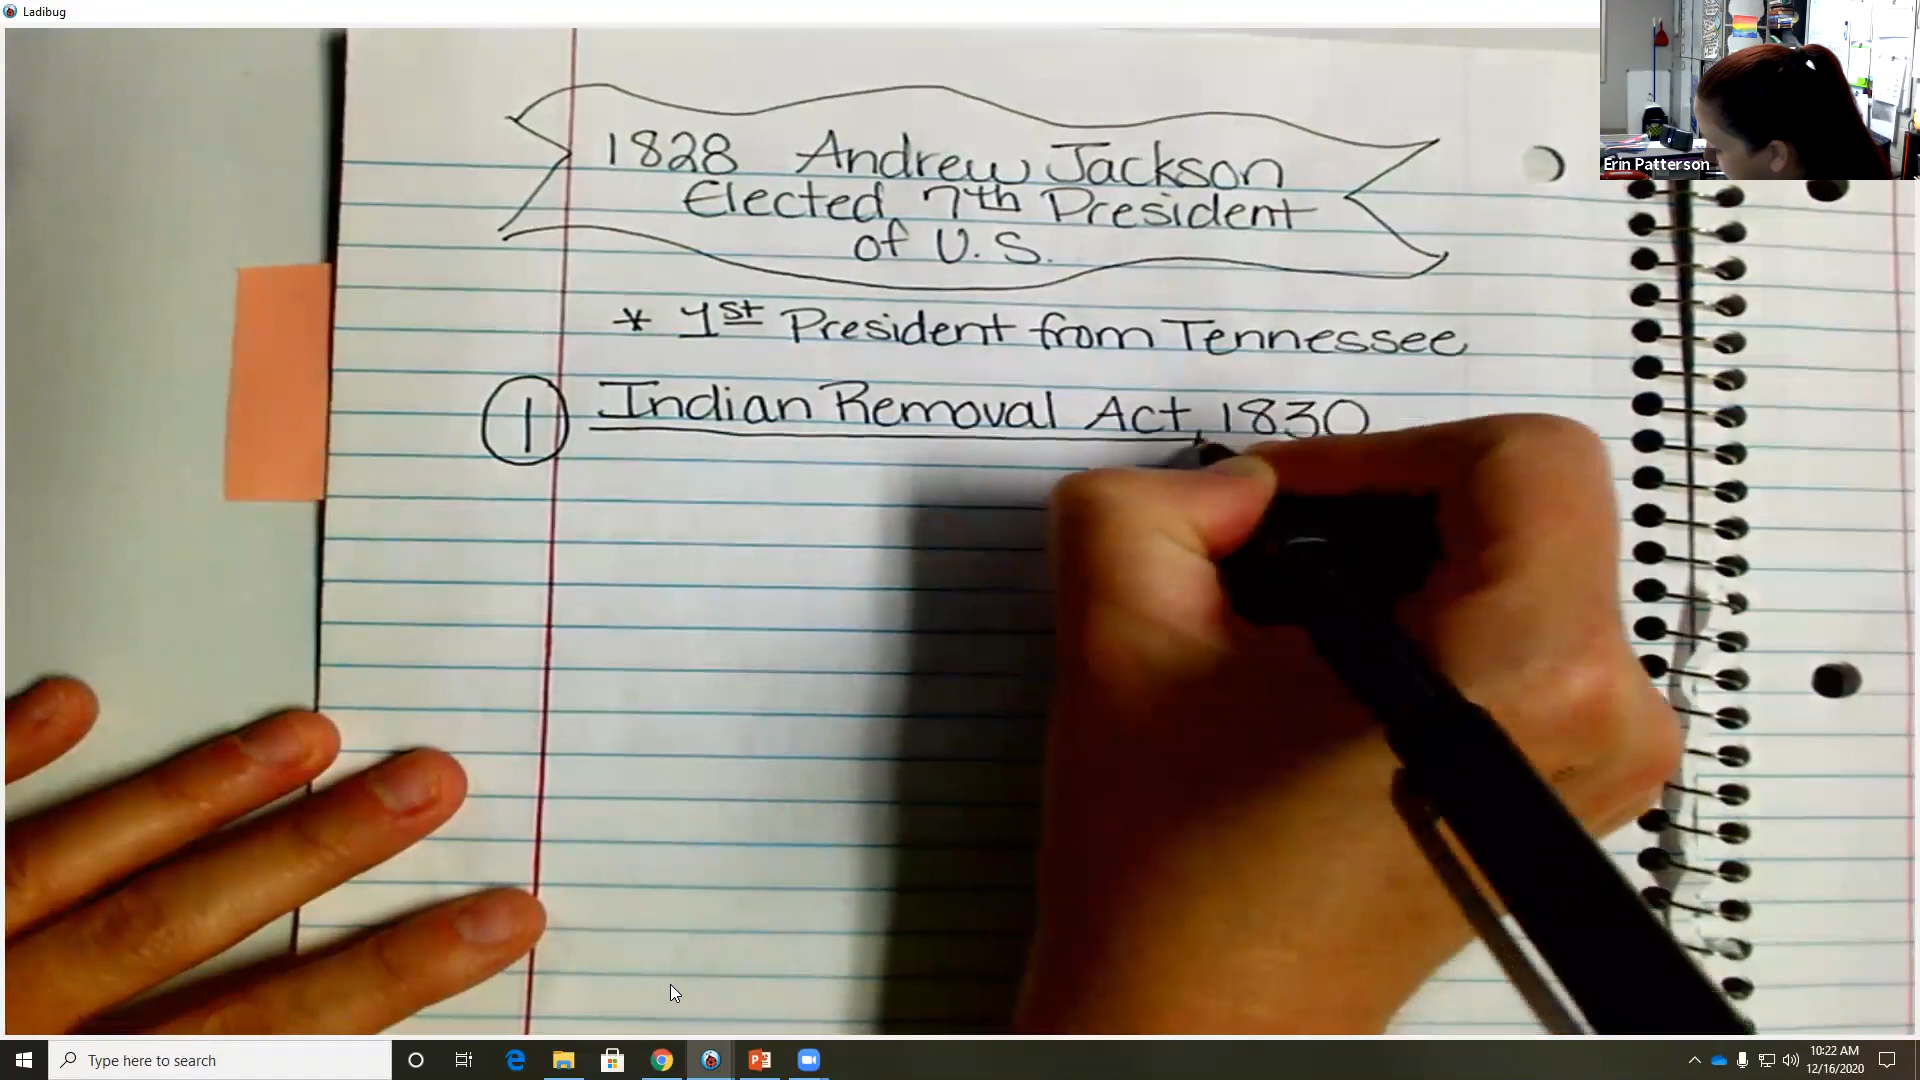 Ladibug
1828 Andrew Jackson
Elected 7th President
of U.S.
* 1st President from Tennessee
1 Indian Removal Act, 1830
Erin Patterson
Type here to search
10:22 AM
12/16/2020